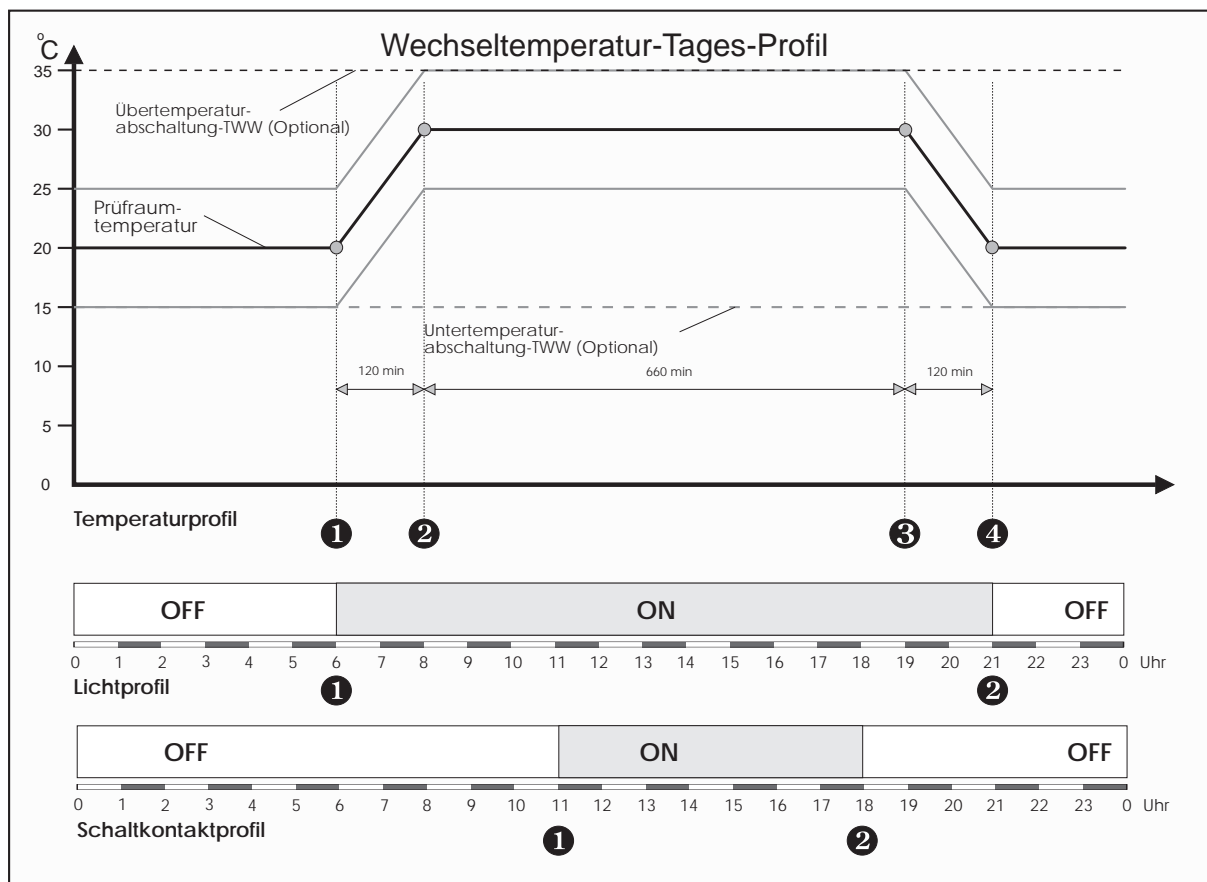 °C
Wechseltemperatur-Tages-Profil
35
Übertemperatur-
abschaltung-TWW (Optional)
30
25
Prüfraum-
temperatur
20
15
Untertemperatur-
abschaltung-TWW (Optional)
10
120 min 660 min 120 min
5
0
Temperaturprofil
1 2 3 4
OFF ON OFF
0 1 2 3 4 5 6 7 8 9 10 11 12 13 14 15 16 17 18 19 20 21 22 23 0 Uhr
Lichtprofil
1 2
OFF ON OFF
0 1 2 3 4 5 6 7 8 9 10 11 12 13 14 15 16 17 18 19 20 21 22 23 0 Uhr
Schaltkontaktprofil
1 2